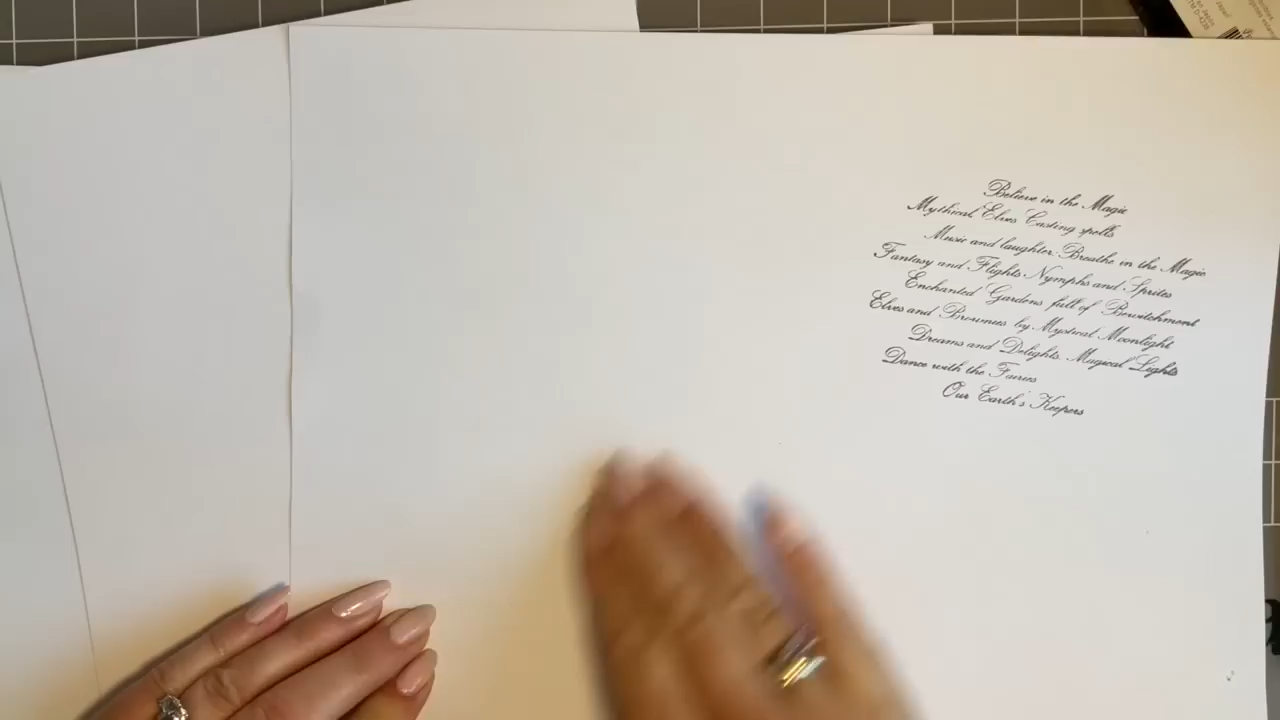 Believe in the Magic
Mythical Elves Casting spells
Music and laughter. Breathe in the Magic
Fantasy and Flights Nymphs and Sprites
Enchanted Gardens full of Bewitchment
Elves and Brownies by Mystical Moonlight
Dreams and Delights. Magical Lights
Dance with the Fairies
Our Earth's Keepers